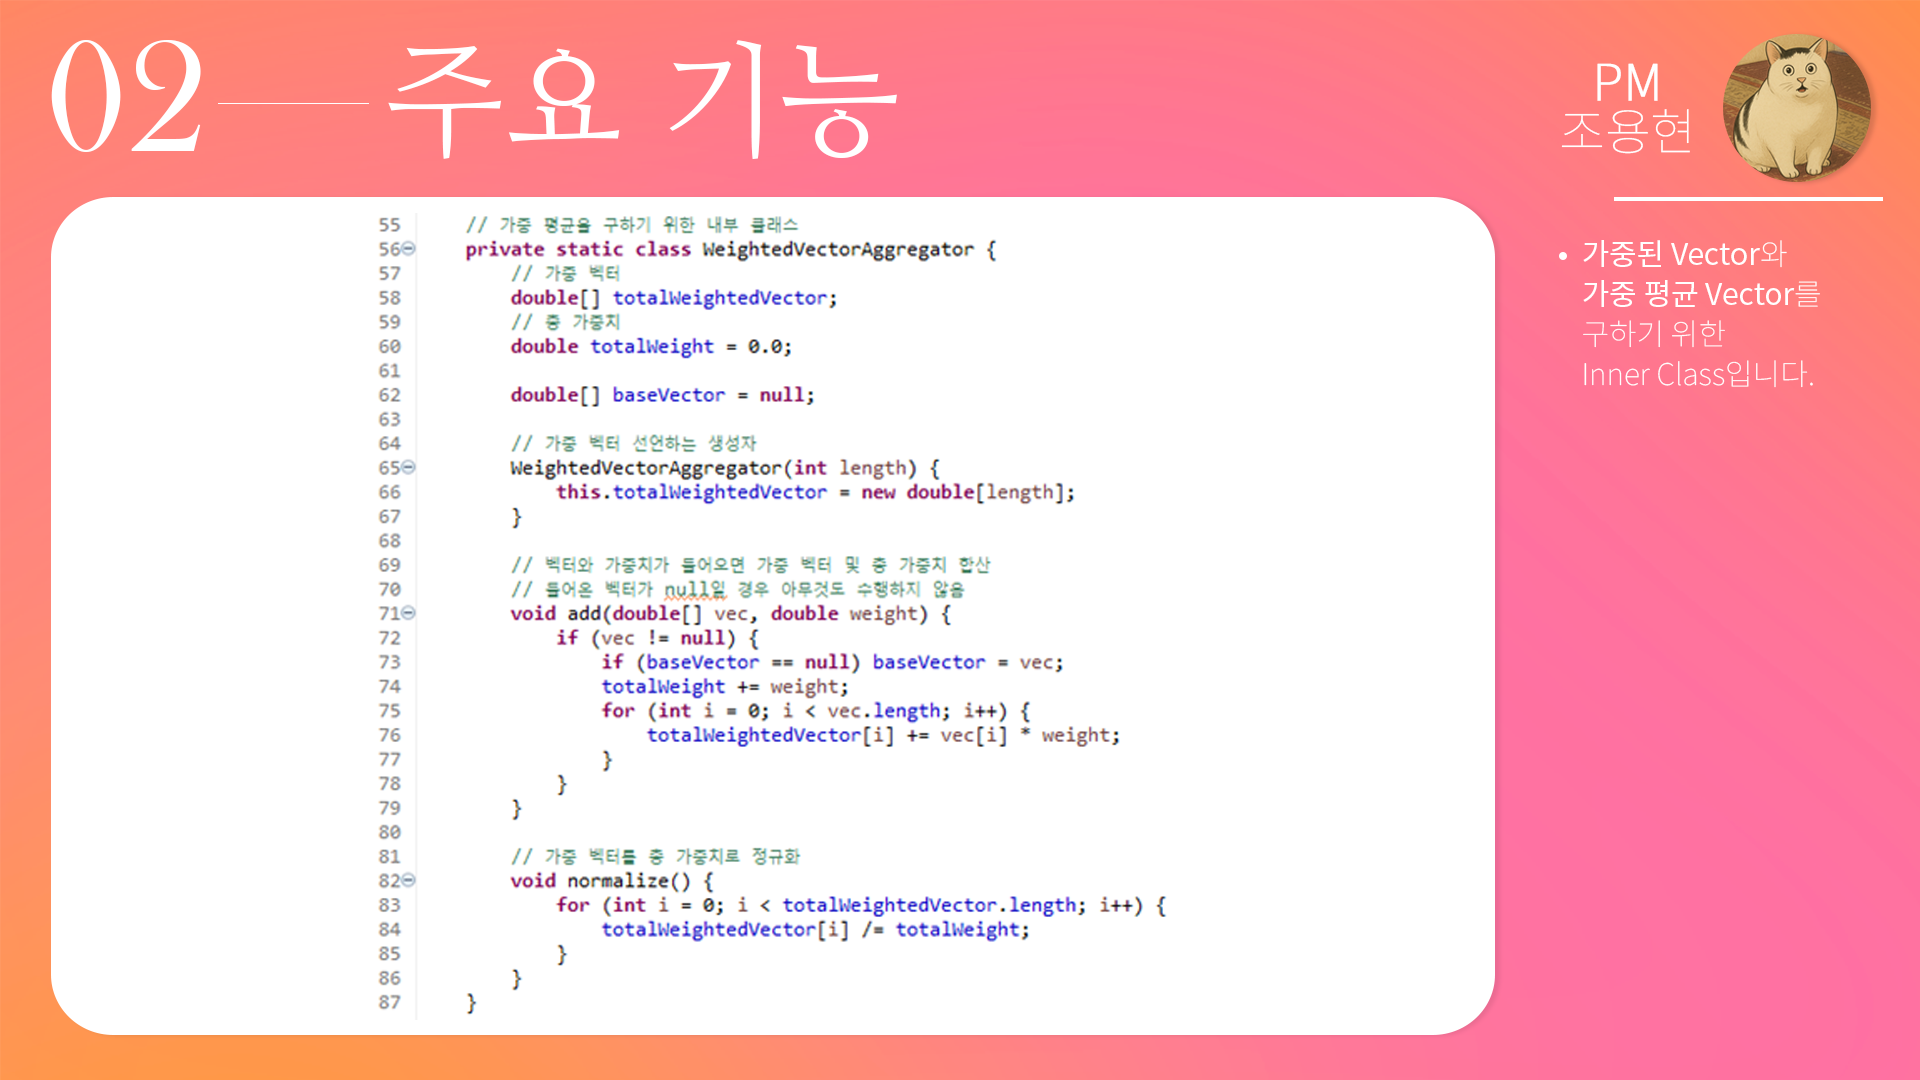 02 주요 기능
PM
조용현
55 // 가중 평균을 구하기 위한 내부 클래스
56 private static class WeightedVectorAggregator {
57 // 가중 벡터
58 double[] totalWeightedVector;
59 // 총 가중치
60 double totalWeight = 0.0;
61
62 double[] baseVector = null;
63
64 // 가중 벡터 선언하는 생성자
65 WeightedVectorAggregator(int length) {
66 this.totalWeightedVector = new double[length];
67 }
68
69 // 벡터와 가중치가 들어오면 가중 벡터 및 총 가중치 합산
70 // 들어온 벡터가 null일 경우 아무것도 수행하지 않음
71 void add(double[] vec, double weight) {
72 if (vec != null) {
73 if (baseVector == null) baseVector = vec;
74 totalWeight += weight;
75 for (int i = 0; i < vec.length; i++) {
76 totalWeightedVector[i] += vec[i] * weight;
77 }
78 }
79 }
80
81 // 가중 벡터를 총 가중치로 정규화
82 void normalize() {
83 for (int i = 0; i < totalWeightedVector.length; i++) {
84 totalWeightedVector[i] /= totalWeight;
85 }
86 }
87 }
• 가중된 Vector와
가중 평균 Vector를
구하기 위한
Inner Class입니다.